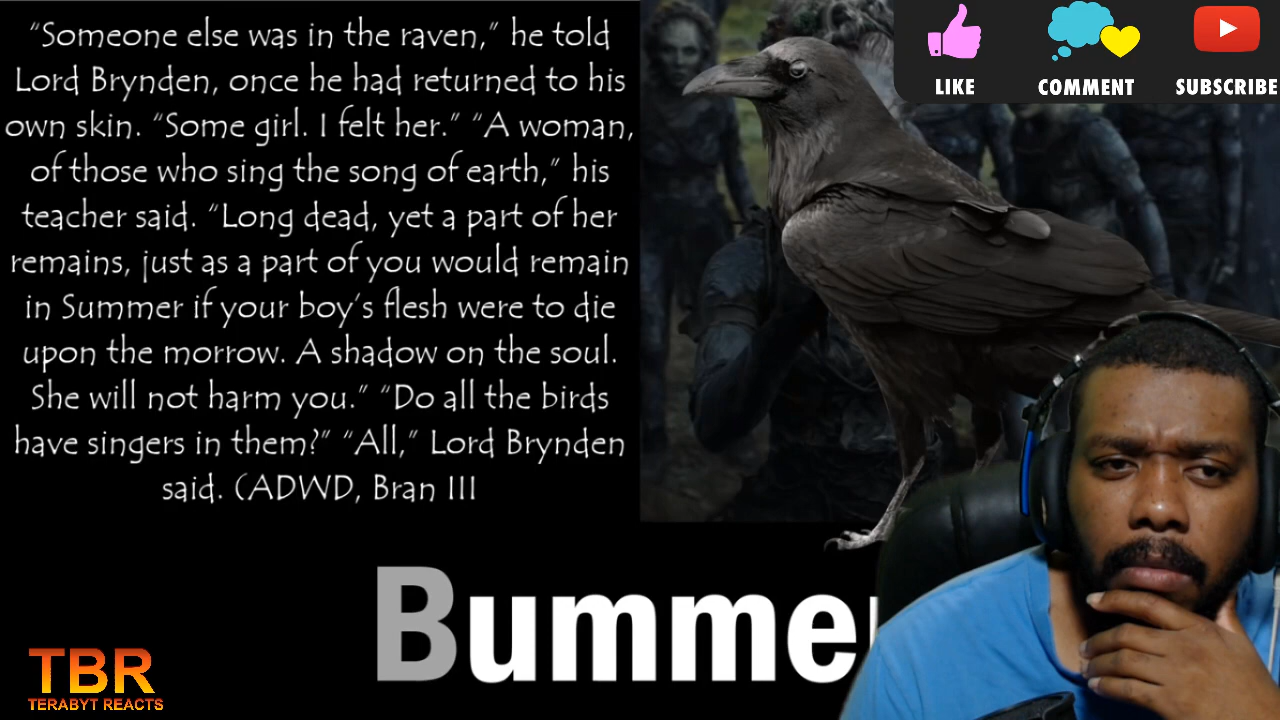 “Someone else was in the raven,” he told
Lord Brynden, once he had returned to his
own skin. “Some girl. I felt her.” “A woman,
of those who sing the song of earth,” his
teacher said. “Long dead, yet a part of her
remains, just as a part of you would remain
in Summer if your boy’s flesh were to die
upon the morrow. A shadow on the soul.
She will not harm you.” “Do all the birds
have singers in them?” “All,” Lord Brynden
said. (ADWD, Bran III
LIKE
COMMENT
SUBSCRIBE
TBR
TERABYT REACTS